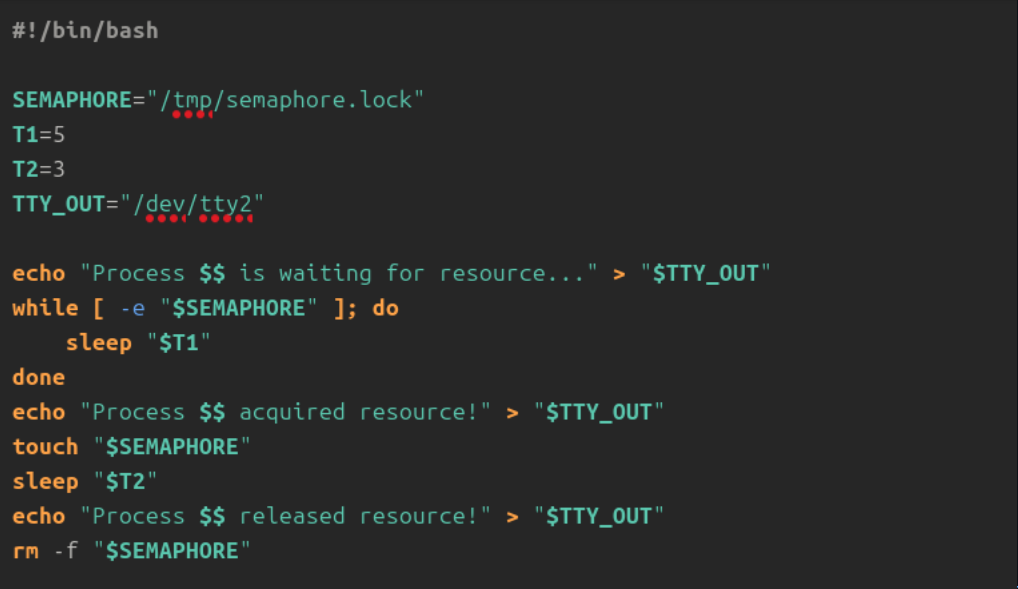 #!/bin/bash
SEMAPHORE="/tmp/semaphore.lock"
T1=5
T2=3
TTY_OUT="/dev/tty2"
echo "Process $$ is waiting for resource..." > "$TTY_OUT"
while [ -e "$SEMAPHORE" ]; do
    sleep "$T1"
done
echo "Process $$ acquired resource!" > "$TTY_OUT"
touch "$SEMAPHORE"
sleep "$T2"
echo "Process $$ released resource!" > "$TTY_OUT"
rm -f "$SEMAPHORE"